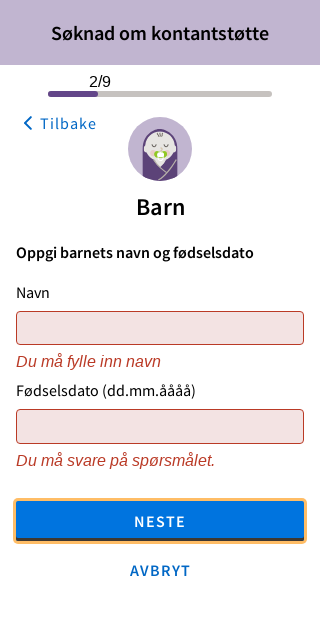 Søknad om kontantstøtte
2/9
Tilbake
Barn
Oppgi barnets navn og fødselsdato
Navn
Du må fylle inn navn
Fødselsdato (dd.mm.åååå)
Du må svare på spørsmålet.
NESTE
AVBRYT